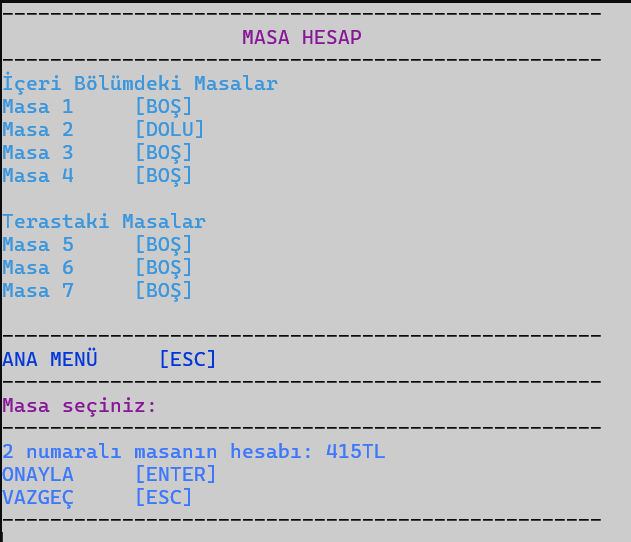 --------------------------------------------------
MASA HESAP
--------------------------------------------------
İçeri Bölümdeki Masalar
Masa 1     [BOŞ]
Masa 2     [DOLU]
Masa 3     [BOŞ]
Masa 4     [BOŞ]
Terastaki Masalar
Masa 5     [BOŞ]
Masa 6     [BOŞ]
Masa 7     [BOŞ]
--------------------------------------------------
ANA MENÜ     [ESC]
--------------------------------------------------
Masa seçiniz:
--------------------------------------------------
2 numaralı masanın hesabı: 415TL
ONAYLA     [ENTER]
VAZGEÇ     [ESC]
--------------------------------------------------